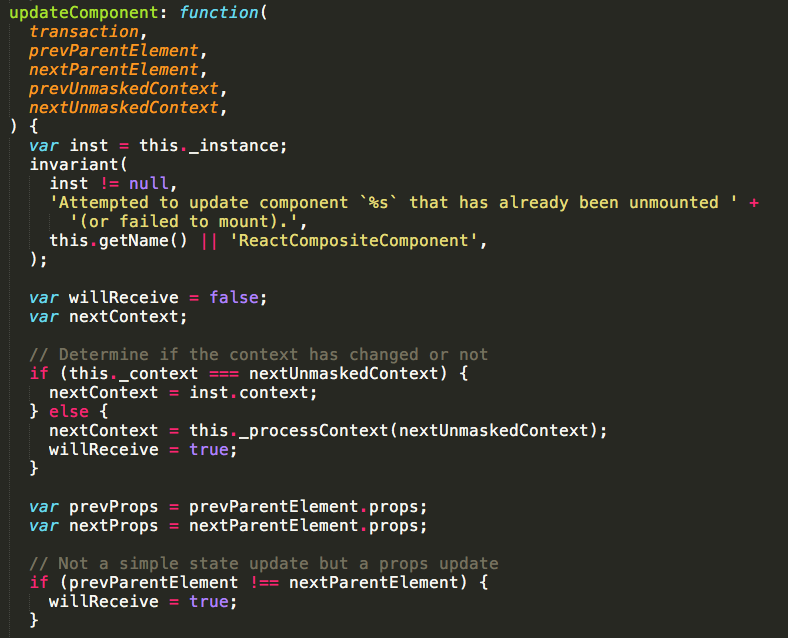 updateComponent: function(
transaction,
prevParentElement,
nextParentElement,
prevUnmaskedContext,
nextUnmaskedContext,
) {
var inst = this._instance;
invariant(
inst != null,
'Attempted to update component `%s` that has already been unmounted ' +
'(or failed to mount).',
this.getName() || 'ReactCompositeComponent',
);
var willReceive = false;
var nextContext;
// Determine if the context has changed or not
if (this._context === nextUnmaskedContext) {
nextContext = inst.context;
} else {
nextContext = this._processContext(nextUnmaskedContext);
willReceive = true;
}
var prevProps = prevParentElement.props;
var nextProps = nextParentElement.props;
// Not a simple state update but a props update
if (prevParentElement !== nextParentElement) {
willReceive = true;
}